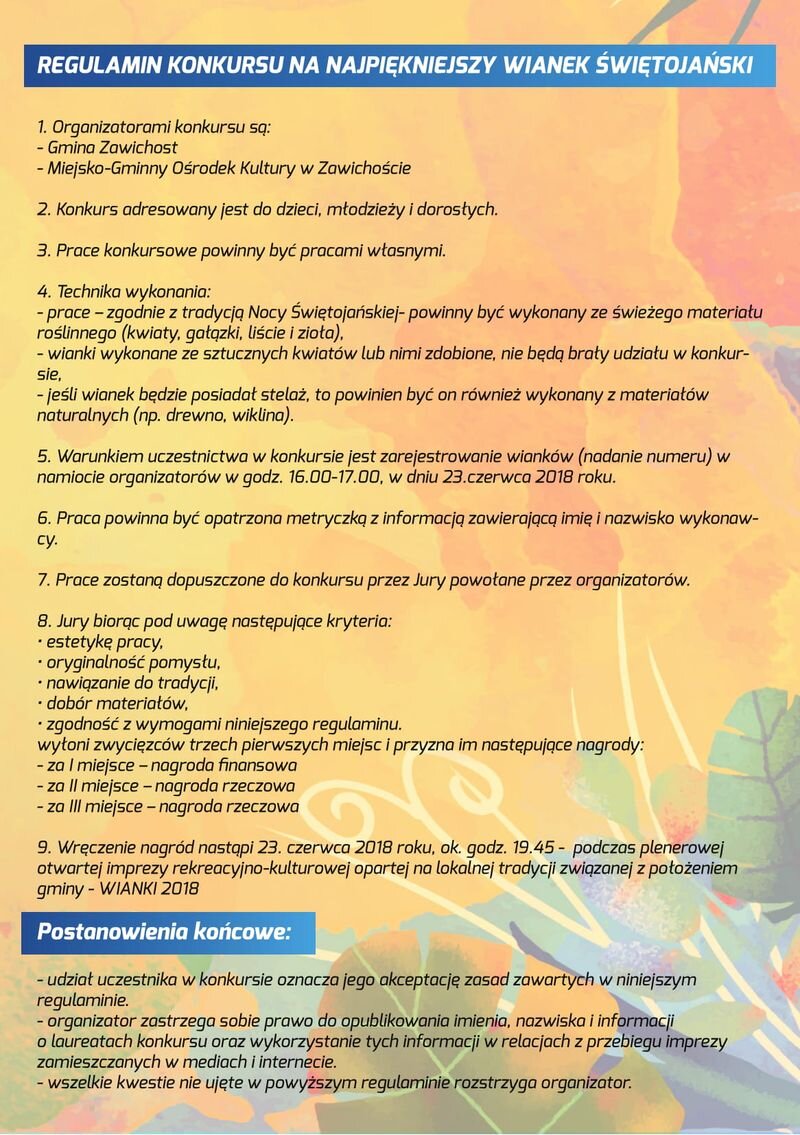 REGULAMIN KONKURSU NA NAJPIĘKNIEJSZY WIANEK ŚWIĘTOJAŃSKI
1. Organizatorami konkursu są:
- Gmina Zawichost
- Miejsko-Gminny Ośrodek Kultury w Zawichoście
2. Konkurs adresowany jest do dzieci, młodzieży i dorosłych.
3. Prace konkursowe powinny być pracami własnymi.
4. Technika wykonania:
- prace – zgodnie z tradycją Nocy Świętojańskiej- powinny być wykonany ze świeżego materiału
roślinnego (kwiaty, gałązki, liście i zioła),
- wianki wykonane ze sztucznych kwiatów lub nimi zdobione, nie będą brały udziału w konkur-
sie,
- jeśli wianek będzie posiadał stelaż, to powinien być on również wykonany z materiałów
naturalnych (np. drewno, wiklina).
5. Warunkiem uczestnictwa w konkursie jest zarejestrowanie wianków (nadanie numeru) w
namiocie organizatorów w godz. 16.00-17.00, w dniu 23.czerwca 2018 roku.
6. Praca powinna być opatrzona metryczką z informacją zawierającą imię i nazwisko wykonaw-
cy.
7. Prace zostaną dopuszczone do konkursu przez Jury powołane przez organizatorów.
8. Jury biorąc pod uwagę następujące kryteria:
• estetykę pracy,
• oryginalność pomysłu,
• nawiązanie do tradycji,
• dobór materiałów,
• zgodność z wymogami niniejszego regulaminu.
wyłoni zwycięzców trzech pierwszych miejsc i przyzna im następujące nagrody:
- za I miejsce – nagroda finansowa
- za II miejsce – nagroda rzeczowa
- za III miejsce – nagroda rzeczowa
9. Wręczenie nagród nastąpi 23. czerwca 2018 roku, ok. godz. 19.45 - podczas plenerowej
otwartej imprezy rekreacyjno-kulturowej opartej na lokalnej tradycji związanej z położeniem
gminy - WIANKI 2018
Postanowienia końcowe:
- udział uczestnika w konkursie oznacza jego akceptację zasad zawartych w niniejszym
regulaminie.
- organizator zastrzega sobie prawo do opublikowania imienia, nazwiska i informacji
o laureatach konkursu oraz wykorzystanie tych informacji w relacjach z przebiegu imprezy
zamieszczanych w mediach i internecie.
- wszelkie kwestie nie ujęte w powyższym regulaminie rozstrzyga organizator.